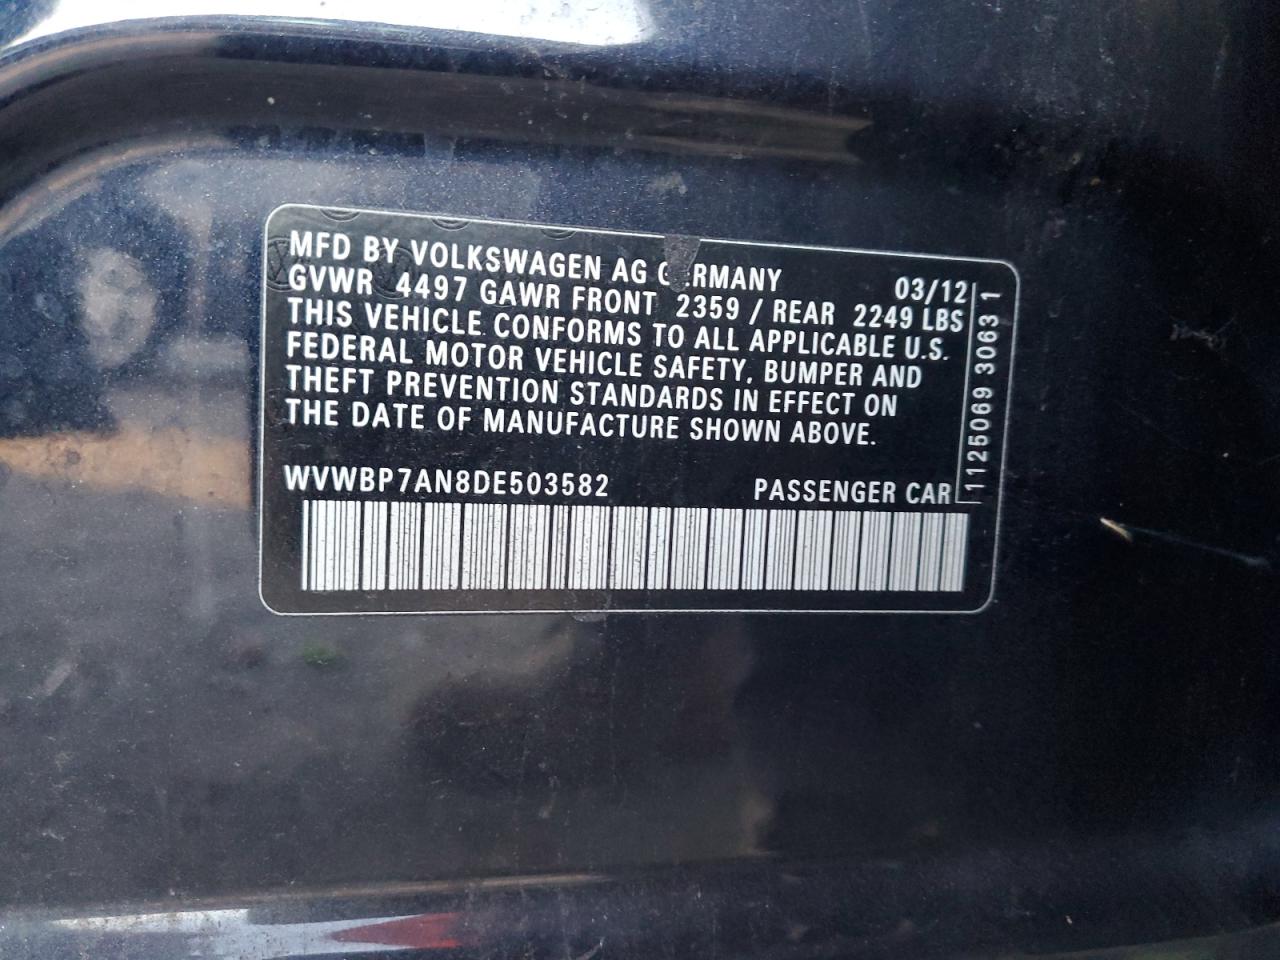 MFD BY VOLKSWAGEN AG G RMANY 03/12
GVWR 4497 GAWR FRONT 2359 / REAR 2249 LBS
THIS VEHICLE CONFORMS TO ALL APPLICABLE U.S.
FEDERAL MOTOR VEHICLE SAFETY, BUMPER AND
THEFT PREVENTION STANDARDS IN EFFECT ON
THE DATE OF MANUFACTURE SHOWN ABOVE.
WVWBP7AN8DE503582 PASSENGER CAR
1125069 3063 1